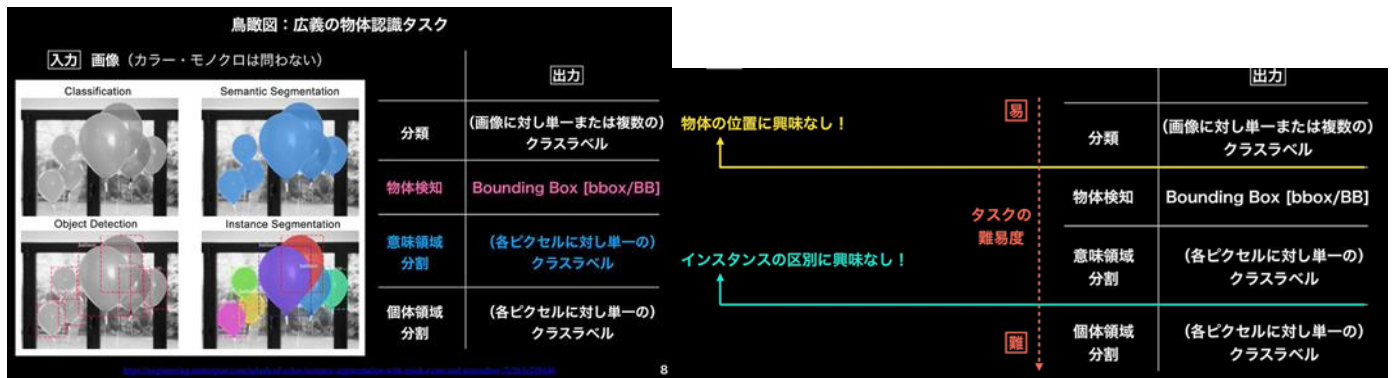 鳥瞰図：広義の物体認識タスク
入力 画像（カラー・モノクロは問わない）
出力
Classification
Semantic Segmentation
Object Detection
Instance Segmentation
balloon
balloon
balloon
分類
(画像に対し単一または複数の)
クラスラベル
物体検知
Bounding Box [bbox/BB]
意味領域
分割
(各ピクセルに対し単一の)
クラスラベル
個体領域
分割
(各ピクセルに対し単一の)
クラスラベル
8
出力
易
物体の位置に興味なし！
分類
(画像に対し単一または複数の)
クラスラベル
物体検知
Bounding Box [bbox/BB]
タスクの
難易度
インスタンスの区別に興味なし！
意味領域
分割
(各ピクセルに対し単一の)
クラスラベル
難
個体領域
分割
(各ピクセルに対し単一の)
クラスラベル